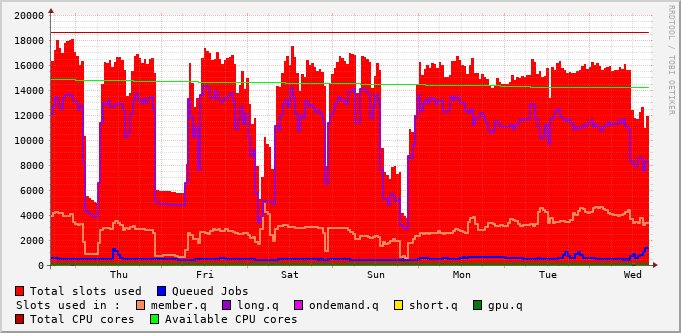 20000
18000
16000
14000
12000
10000
8000
6000
4000
2000
0
Thu Fri Sat Sun Mon Tue Wed
RRDTOOL / TOBI OETIKER
Total slots used Queued Jobs
Slots used in : member.q long.q ondemand.q short.q gpu.q
Total CPU cores Available CPU cores